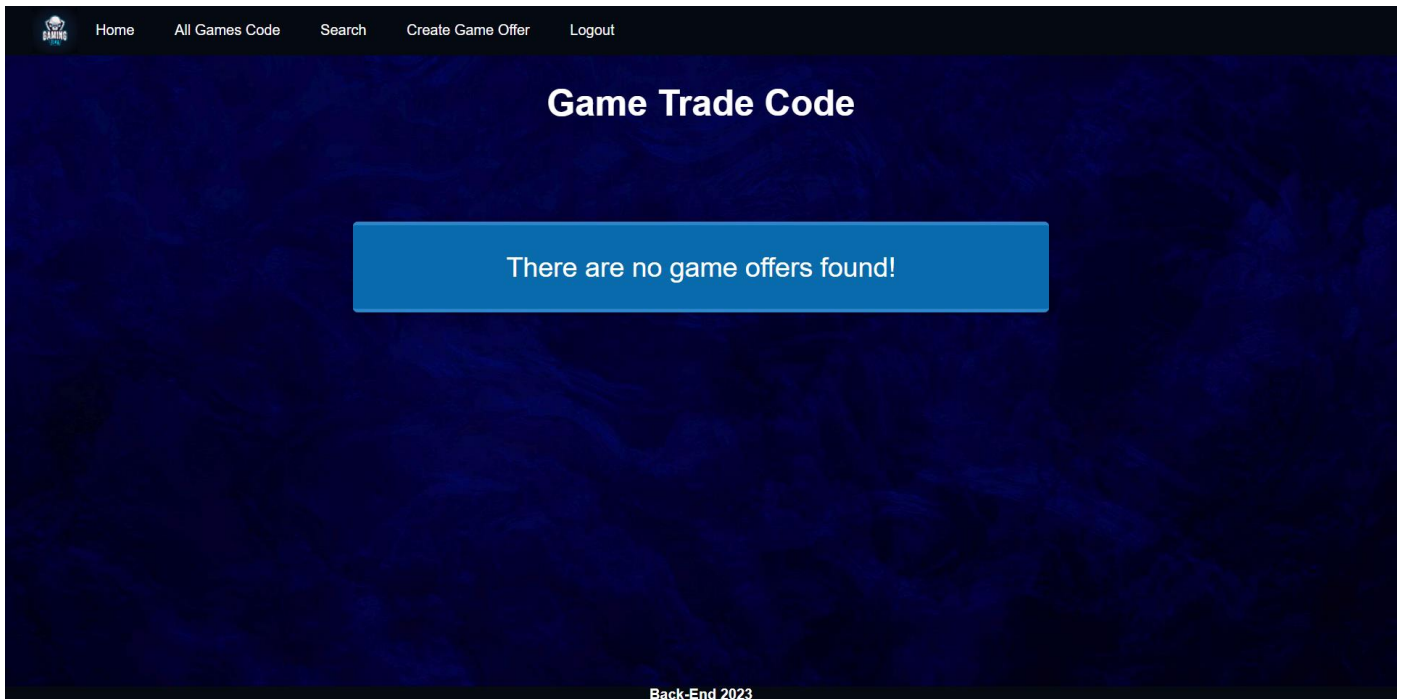 GAMING
Home All Games Code Search Create Game Offer Logout
Game Trade Code
There are no game offers found!
Back-End 2023